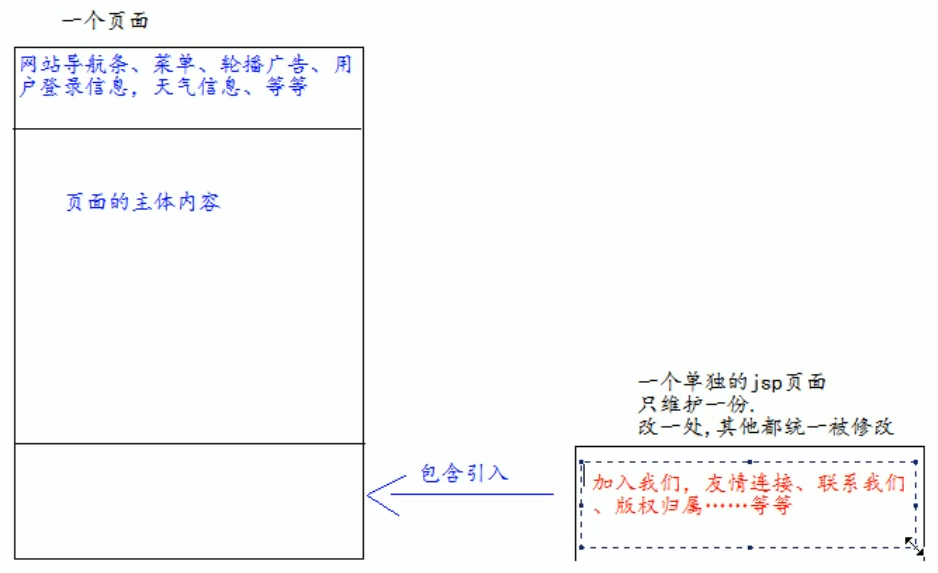 一个页面
网站导航条、菜单、轮播广告、用
户登录信息，天气信息、等等
页面的主体内容
一个单独的jsp页面
只维护一份.
改一处,其他都统一被修改
包含引入
加入我们，友情连接、联系我们
、版权归属……等等